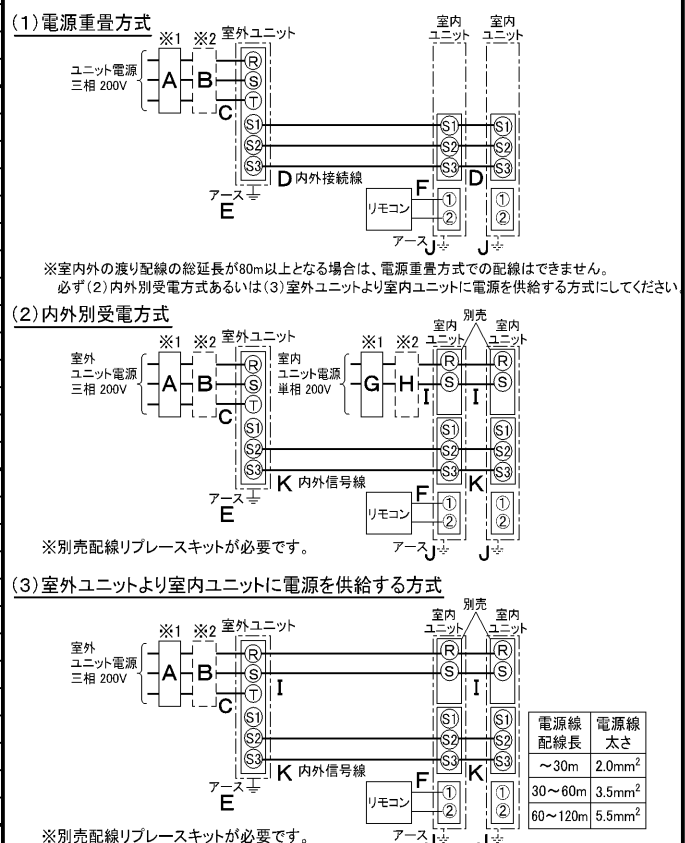 (1)電源重畳方式
※1 ※2 室外ユニット
室内
ユニット
室内
ユニット
ユニット電源
三相 200V
A B C
R
S
T
S1
S2
S3
S1
S2
S3
S1
S2
S3
D 内外接続線
D
アース
E
リモコン
F
①
②
①
②
アース J J
※室内外の渡り配線の総延長が80m以上となる場合は、電源重畳方式での配線はできません。
必ず(2)内外別受電方式あるいは(3)室外ユニットより室内ユニットに電源を供給する方式にしてください。
(2)内外別受電方式
※1 ※2 室外ユニット
室外
ユニット電源
三相 200V
A B C
R
S
T
S1
S2
S3
※1 ※2
室内
ユニット電源
単相 200V
G H I I
別売
室内
ユニット
室内
ユニット
R
S
S1
S2
S3
R
S
S1
S2
S3
K 内外信号線
K
アース
E
リモコン
F
①
②
①
②
アース J J
※別売配線リプレースキットが必要です。
(3)室外ユニットより室内ユニットに電源を供給する方式
※1 ※2 室外ユニット
室外
ユニット電源
三相 200V
A B C
R
S
T
S1
S2
S3
I I
別売
室内
ユニット
室内
ユニット
R
S
S1
S2
S3
R
S
S1
S2
S3
K 内外信号線
K
アース
E
リモコン
F
①
②
①
②
アース J J
※別売配線リプレースキットが必要です。
電源線配線長 電源線太さ
～30m 2.0mm²
30～60m 3.5mm²
60～120m 5.5mm²